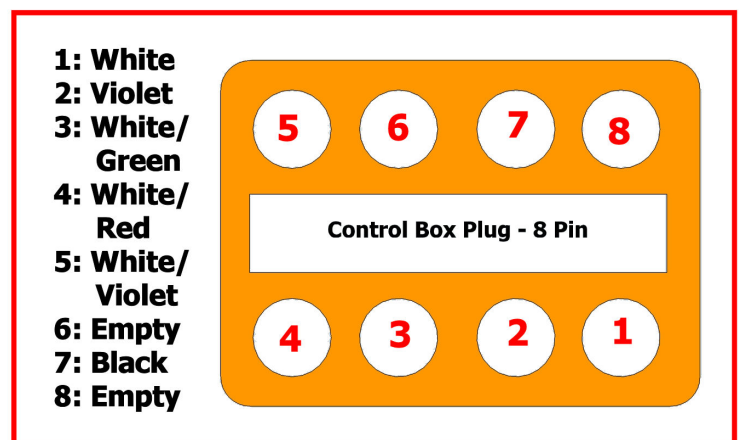 1: White
2: Violet
3: White/
Green
4: White/
Red
5: White/
Violet
6: Empty
7: Black
8: Empty
5 6 7 8
Control Box Plug - 8 Pin
4 3 2 1